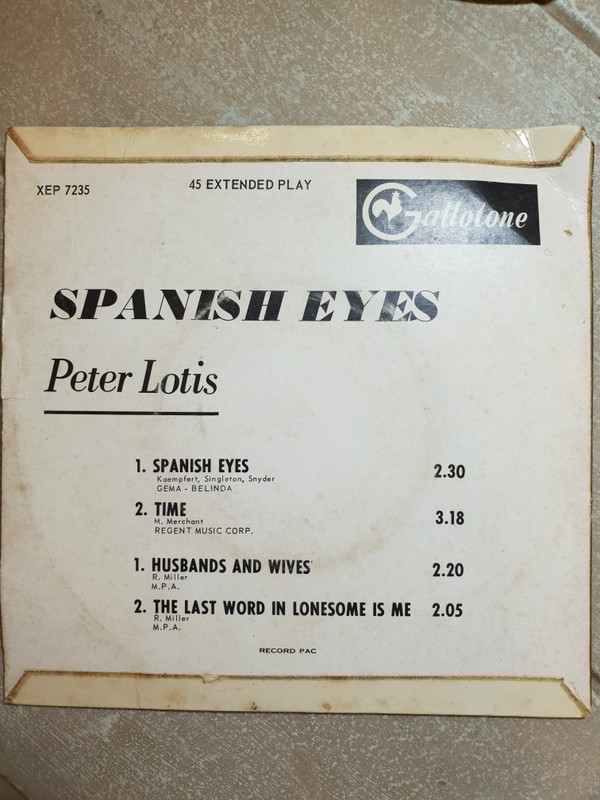 XEP 7235
45 EXTENDED PLAY
Gallotone
SPANISH EYES
Peter Lotis
1. SPANISH EYES 2.30
Kaempfert, Singleton, Snyder
GEMA - BELINDA
2. TIME 3.18
M. Merchant
REGENT MUSIC CORP.
1. HUSBANDS AND WIVES 2.20
R. Miller
M.P.A.
2. THE LAST WORD IN LONESOME IS ME 2.05
R. Miller
M.P.A.
RECORD PAC